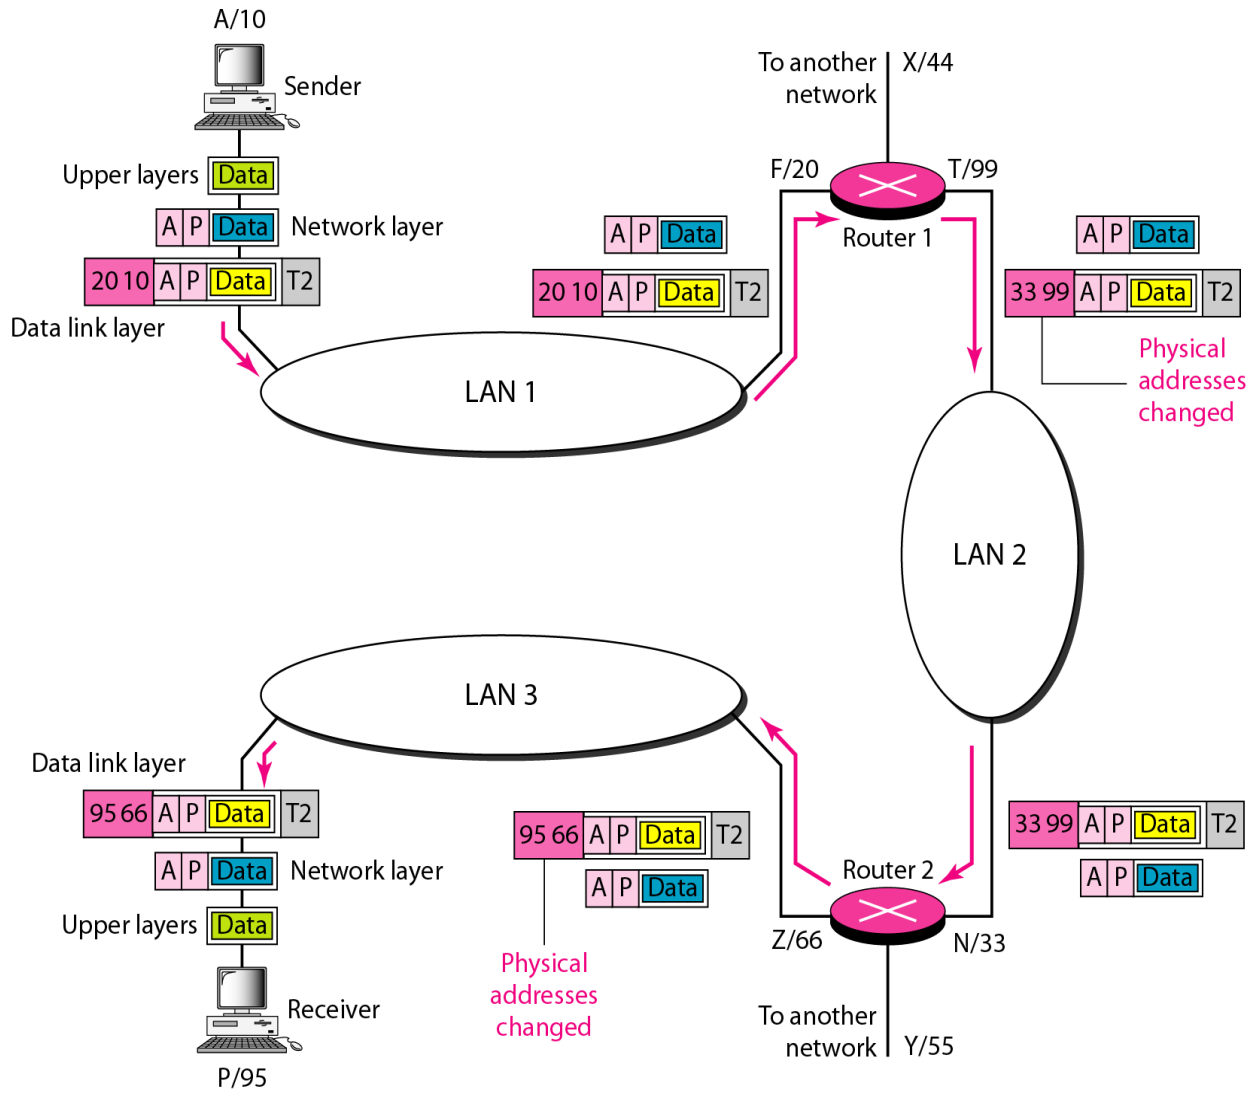 A/10
Sender
To another
network
X/44
Upper layers
Data
F/20
T/99
A P Data
Network layer
Router 1
A P Data
A P Data
20 10 A P Data T2
20 10 A P Data T2
33 99 A P Data T2
Data link layer
Physical
addresses
changed
LAN 1
LAN 2
LAN 3
Data link layer
95 66 A P Data T2
95 66 A P Data T2
33 99 A P Data T2
A P Data
Network layer
A P Data
Router 2
A P Data
Upper layers
Data
Z/66
N/33
Physical
addresses
changed
Receiver
To another
network
Y/55
P/95